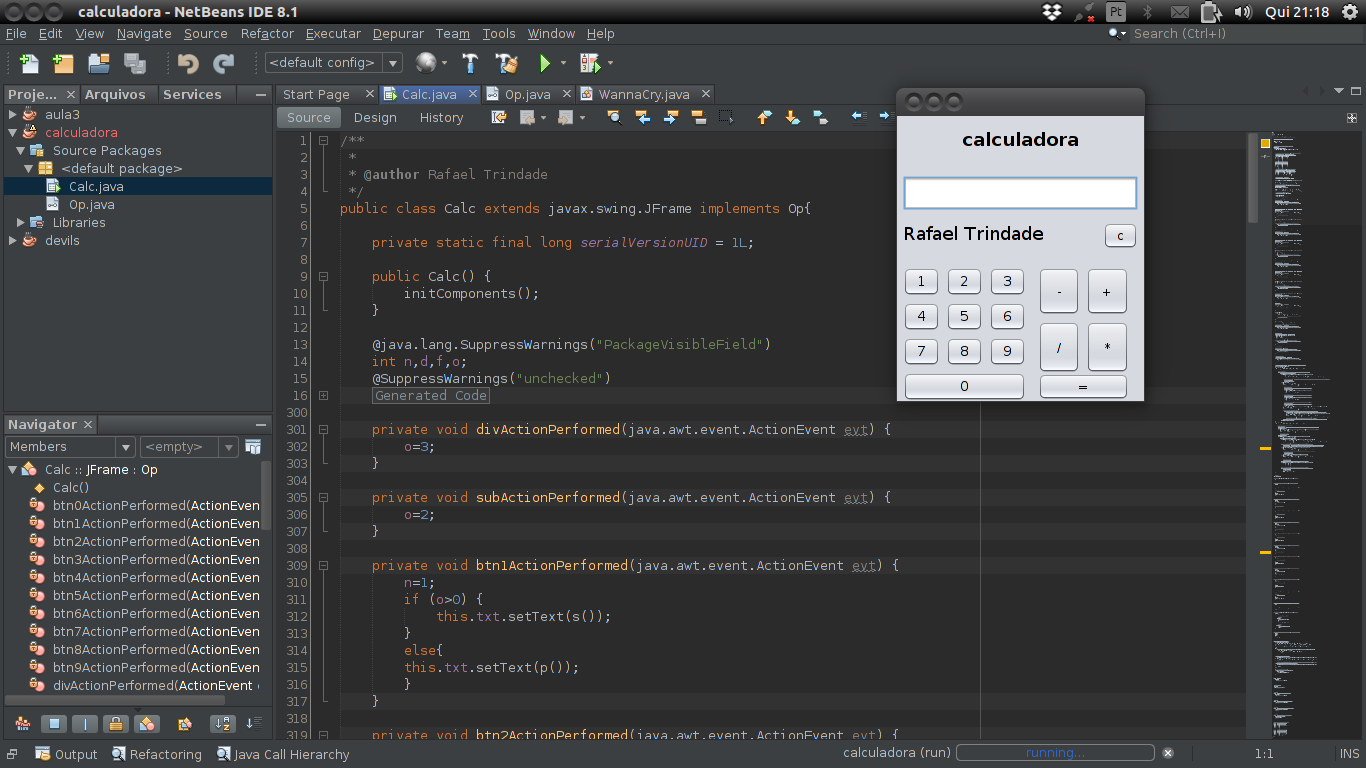 calculadora - NetBeans IDE 8.1
Pt
Qui 21:18
File Edit View Navigate Source Refactor Executar Depurar Team Tools Window Help
Search (Ctrl+I)
<default config>
Proje... × Arquivos Services
aula3
calculadora
Source Packages
<default package>
Calc.java
Op.java
Libraries
devils
Navigator ×
Members <empty>
Calc :: JFrame : Op
Calc()
btn0ActionPerformed(ActionEven
btn1ActionPerformed(ActionEven
btn2ActionPerformed(ActionEven
btn3ActionPerformed(ActionEven
btn4ActionPerformed(ActionEven
btn5ActionPerformed(ActionEven
btn6ActionPerformed(ActionEven
btn7ActionPerformed(ActionEven
btn8ActionPerformed(ActionEven
btn9ActionPerformed(ActionEven
divActionPerformed(ActionEvent
Start Page × Calc.java × Op.java × WannaCry.java ×
Source Design History
1 /**
2 *
3 * @author Rafael Trindade
4 */
5 public class Calc extends javax.swing.JFrame implements Op{
6
7 private static final long serialVersionUID = 1L;
8
9 public Calc() {
10 initComponents();
11 }
12
13 @java.lang.SuppressWarnings("PackageVisibleField")
14 int n,d,f,o;
15 @SuppressWarnings("unchecked")
16 Generated Code
300
301 private void divActionPerformed(java.awt.event.ActionEvent evt) {
302 o=3;
303 }
304
305 private void subActionPerformed(java.awt.event.ActionEvent evt) {
306 o=2;
307 }
308
309 private void btn1ActionPerformed(java.awt.event.ActionEvent evt) {
310 n=1;
311 if (o>0) {
312 this.txt.setText(s());
313 }
314 else{
315 this.txt.setText(p());
316 }
317 }
318
319 private void btn2ActionPerformed(java.awt.event.ActionEvent evt) {
calculadora
Rafael Trindade c
1 2 3 - +
4 5 6
7 8 9 / *
0 =
Output Refactoring Java Call Hierarchy
calculadora (run) running...
1:1 INS